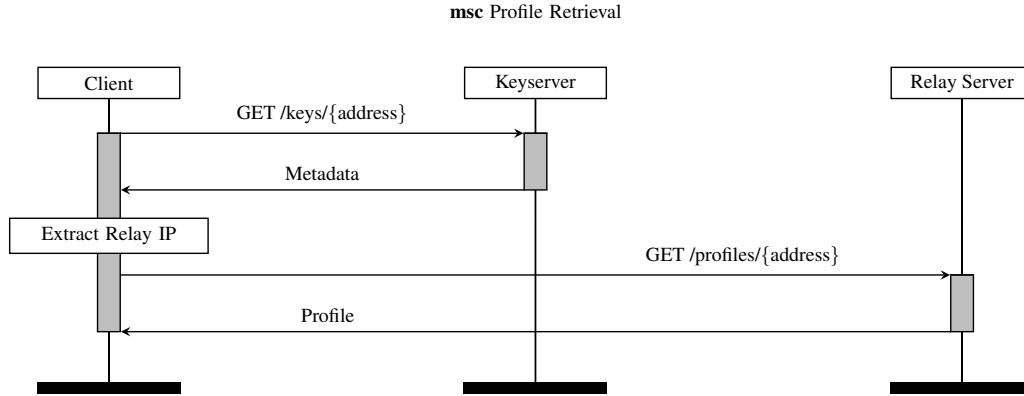 msc Profile Retrieval
Client
Keyserver
Relay Server
GET /keys/{address}
Metadata
Extract Relay IP
GET /profiles/{address}
Profile